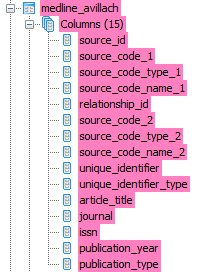 medline_avillach
Columns (15)
source_id
source_code_1
source_code_type_1
source_code_name_1
relationship_id
source_code_2
source_code_type_2
source_code_name_2
unique_identifier
unique_identifier_type
article_title
journal
issn
publication_year
publication_type